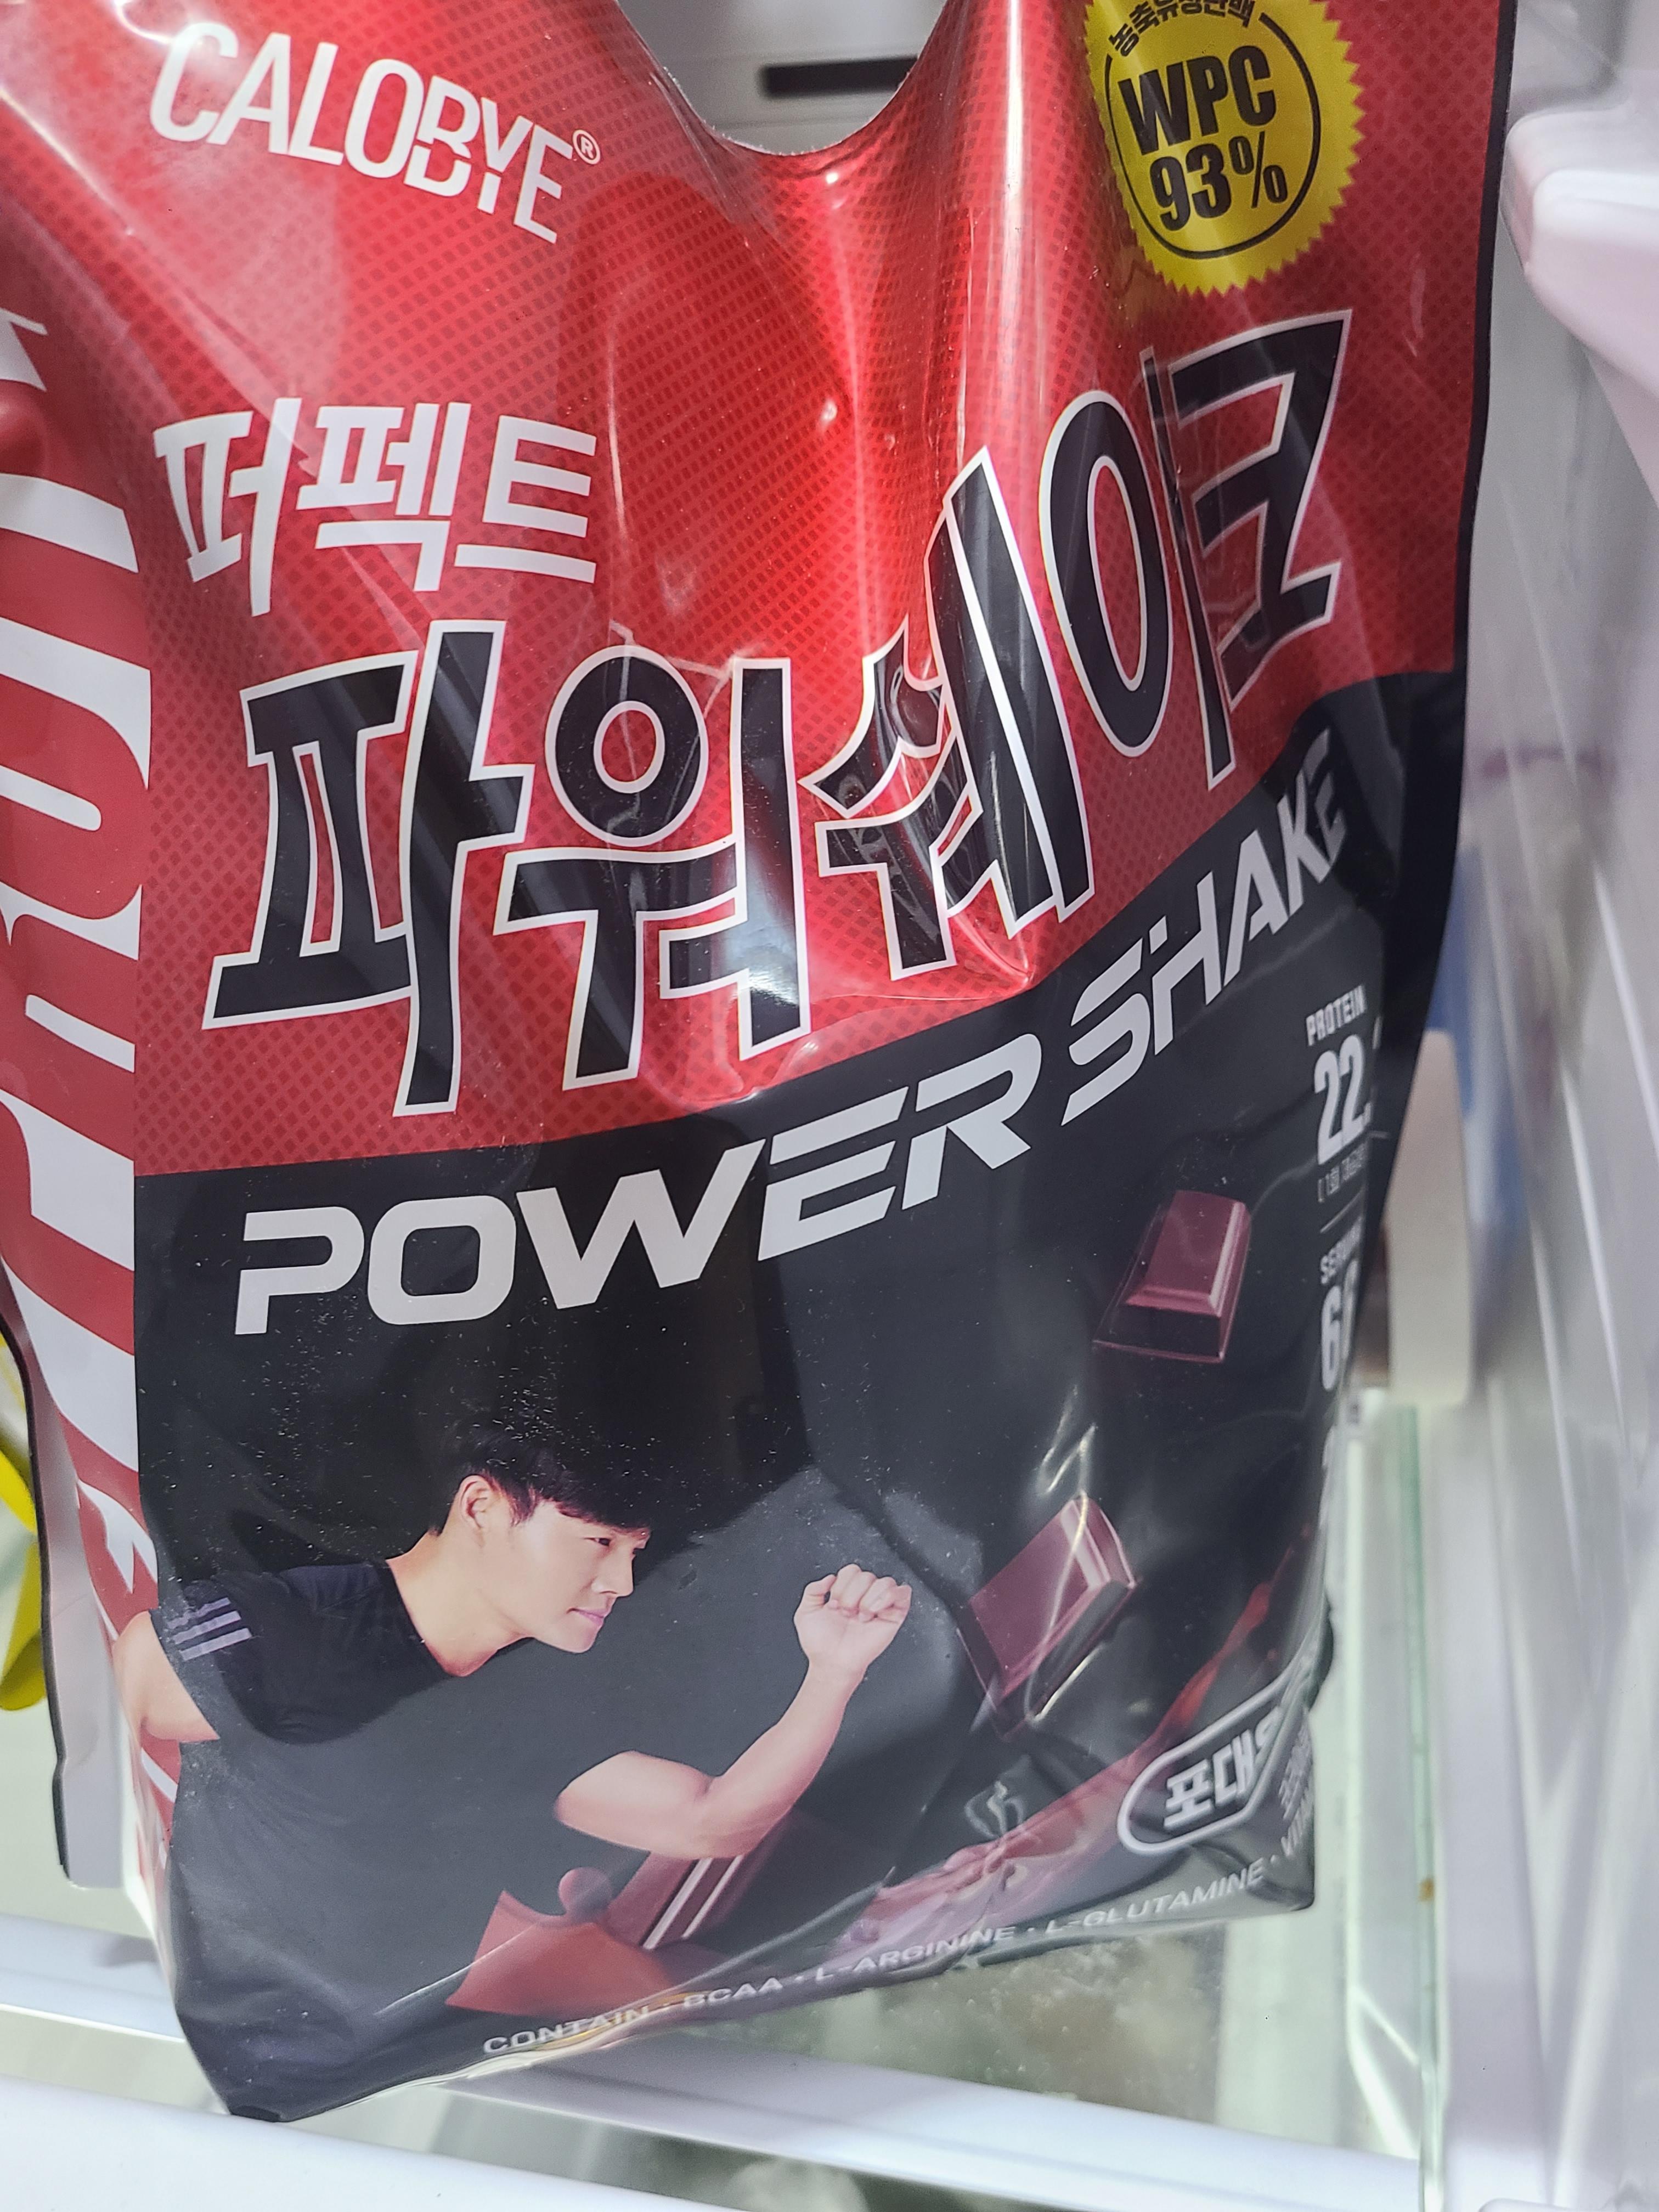 CALOBYE®
농축유청단백
WPC
93%
퍼펙트
파워쉐이크
POWER SHAKE
PROTEIN
22.
포대
CONTAIN · BCAA · L-ARGININE · L-GLUTAMINE ·